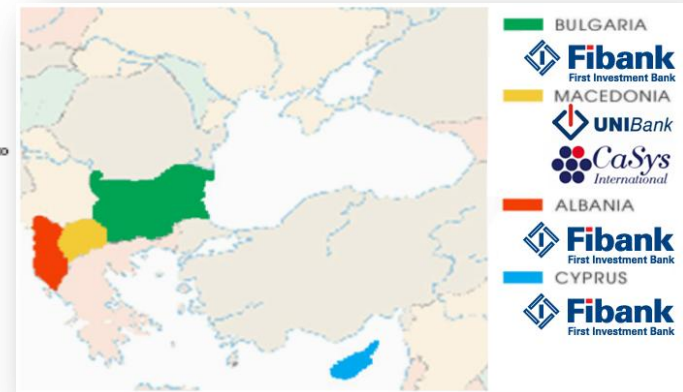 BULGARIA
Fibank
First Investment Bank
MACEDONIA
UNIBank
CaSys
International
ALBANIA
Fibank
First Investment Bank
CYPRUS
Fibank
First Investment Bank